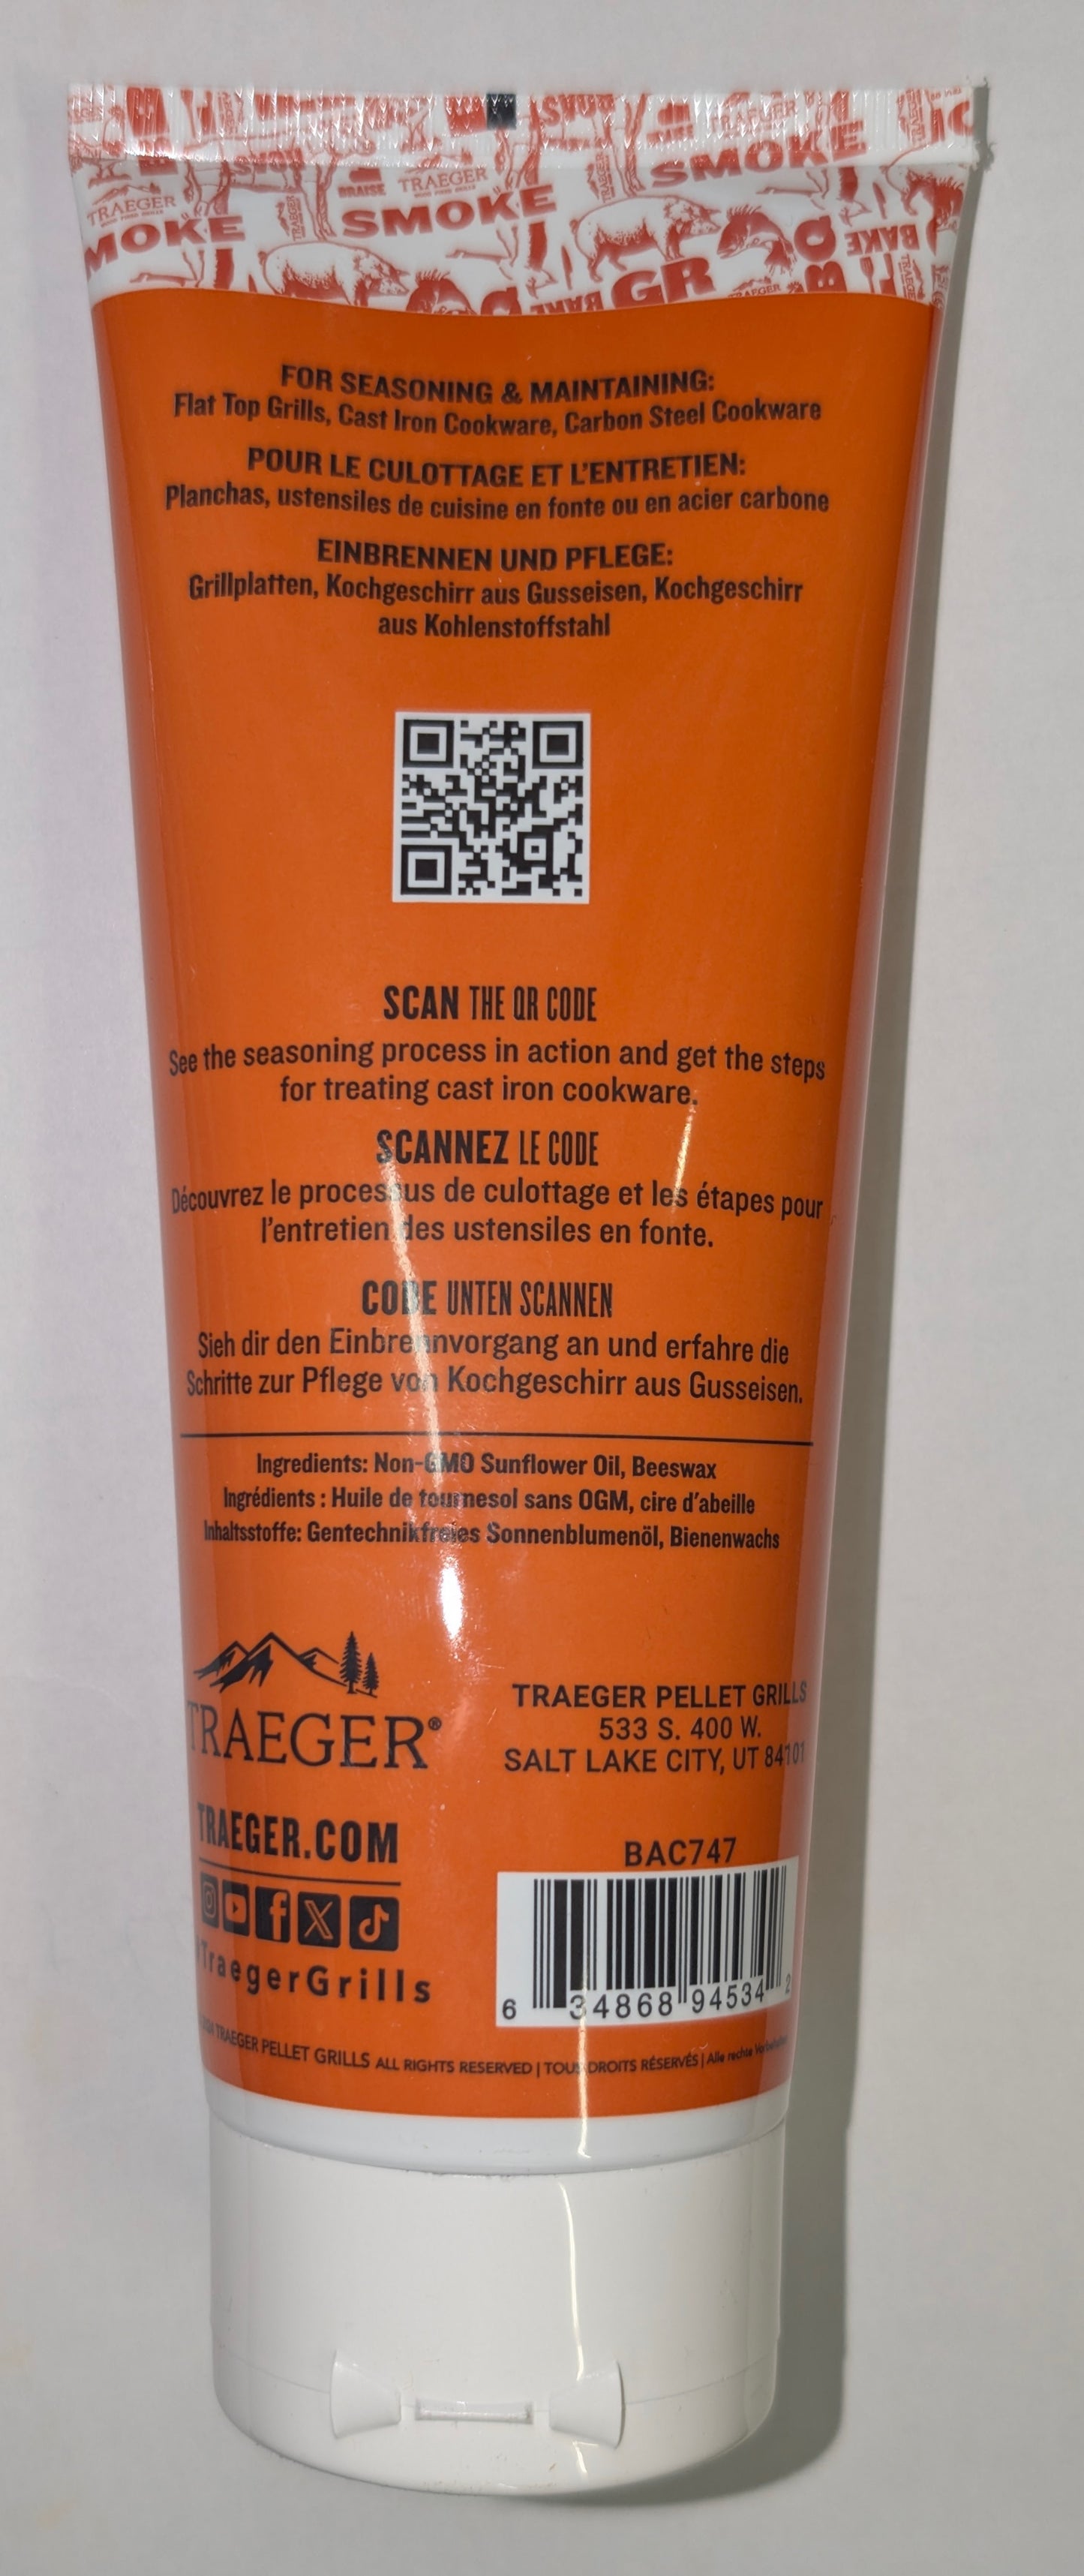 SMOKE
BRAISE
TRAEGER
SMOKE
TRAEGER
MOKE
BAKE
GR
BAKE
TRAEGER
FOR SEASONING & MAINTAINING:
Flat Top Grills, Cast Iron Cookware, Carbon Steel Cookware
POUR LE CULOTTAGE ET L'ENTRETIEN:
Planchas, ustensiles de cuisine en fonte ou en acier carbone
EINBRENNEN UND PFLEGE:
Grillplatten, Kochgeschirr aus Gusseisen, Kochgeschirr
aus Kohlenstoffstahl
SCAN THE QR CODE
See the seasoning process in action and get the steps
for treating cast iron cookware.
SCANNEZ LE CODE
Découvrez le processus de culottage et les étapes pour
l'entretien des ustensiles en fonte.
CODE UNTEN SCANNEN
Sieh dir den Einbrennvorgang an und erfahre die
Schritte zur Pflege von Kochgeschirr aus Gusseisen.
Ingredients: Non-GMO Sunflower Oil, Beeswax
Ingrédients : Huile de tournesol sans OGM, cire d'abeille
Inhaltsstoffe: Gentechnikfreies Sonnenblumenöl, Bienenwachs
TRAEGER®
TRAEGER PELLET GRILLS
533 S. 400 W.
SALT LAKE CITY, UT 84101
TRAEGER.COM
@TraegerGrills
BAC747
6 34868 94534 2
TRAEGER PELLET GRILLS ALL RIGHTS RESERVED | TOUS DROITS RÉSERVÉS | Alle rechte